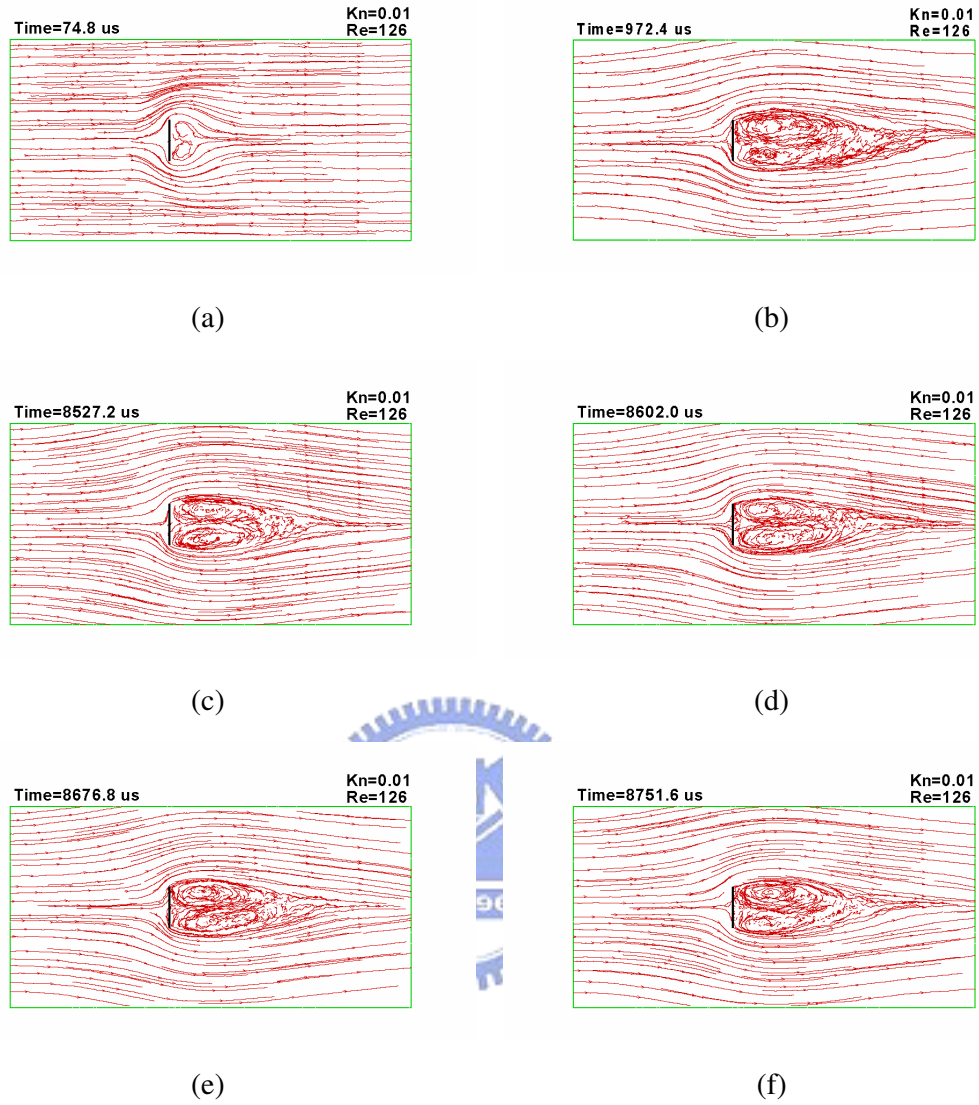 Time=74.8 us
Kn=0.01
Re=126
Time=972.4 us
Kn=0.01
Re=126
(a)
(b)
Time=8527.2 us
Kn=0.01
Re=126
Time=8602.0 us
Kn=0.01
Re=126
(c)
(d)
Time=8676.8 us
Kn=0.01
Re=126
Time=8751.6 us
Kn=0.01
Re=126
(e)
(f)